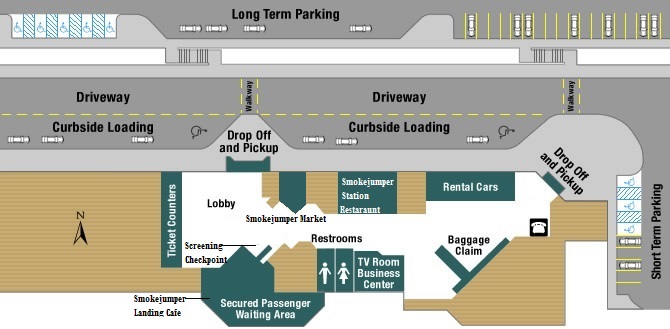 Long Term Parking
Driveway
Walkway
Driveway
Walkway
Curbside Loading
Curbside Loading
Drop Off
and Pickup
Drop Off
and Pickup
Ticket Counters
Lobby
Smokejumper Market
Smokejumper
Station
Restaraunt
Rental Cars
Short Term Parking
N
Screening
Checkpoint
Restrooms
TV Room
Business
Center
Baggage
Claim
Smokejumper
Landing Cafe
Secured Passenger
Waiting Area